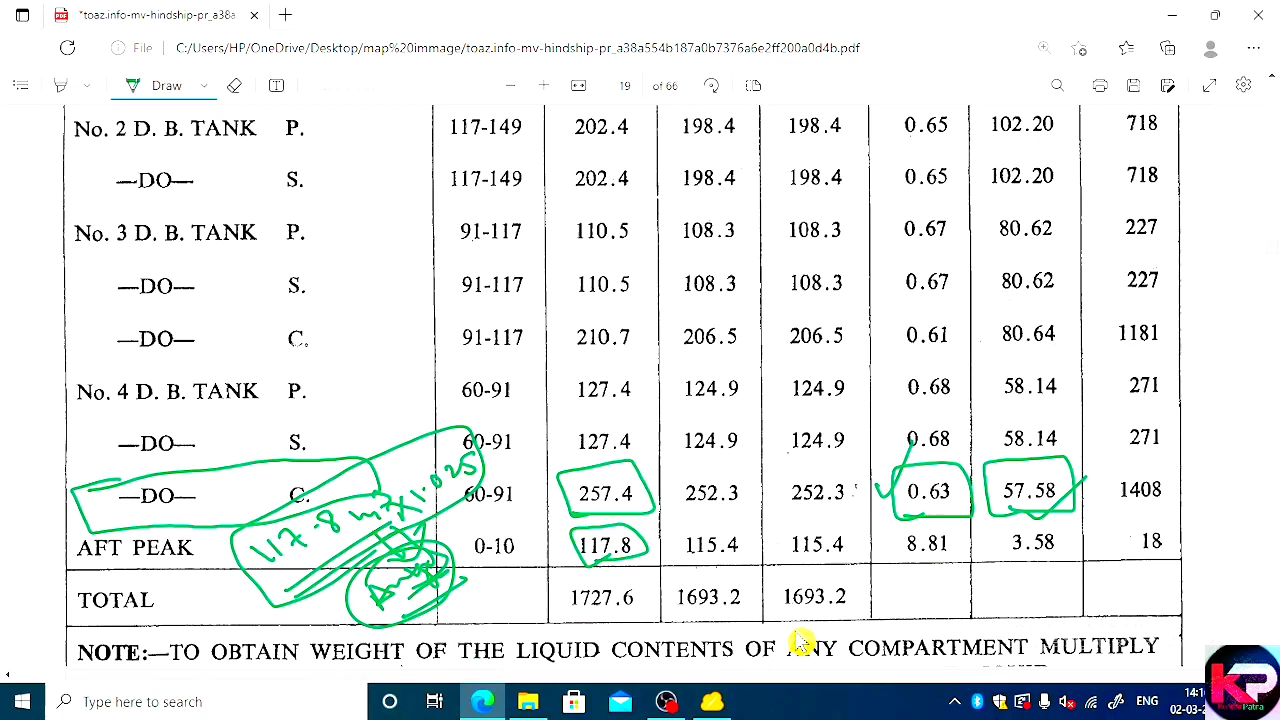 *toaz.info-mv-hindship-pr_a38a
File C:/Users/HP/OneDrive/Desktop/map%20immage/toaz.info-mv-hindship-pr_a38a554b187a0b7376a6e2ff200a0d4b.pdf
Draw 19 of 66
No. 2 D. B. TANK P. 117-149 202.4 198.4 198.4 0.65 102.20 718
—DO— S. 117-149 202.4 198.4 198.4 0.65 102.20 718
No. 3 D. B. TANK P. 91-117 110.5 108.3 108.3 0.67 80.62 227
—DO— S. 91-117 110.5 108.3 108.3 0.67 80.62 227
—DO— C. 91-117 210.7 206.5 206.5 0.61 80.64 1181
No. 4 D. B. TANK P. 60-91 127.4 124.9 124.9 0.68 58.14 271
—DO— S. 60-91 127.4 124.9 124.9 0.68 58.14 271
—DO— C. 60-91 257.4 252.3 252.3 0.63 57.58 1408
117.8 m³ X 1.025
AFT PEAK 0-10 117.8 115.4 115.4 8.81 3.58 18
TOTAL 1727.6 1693.2 1693.2
NOTE:—TO OBTAIN WEIGHT OF THE LIQUID CONTENTS OF ANY COMPARTMENT MULTIPLY
Type here to search
ENG
KP
Patra